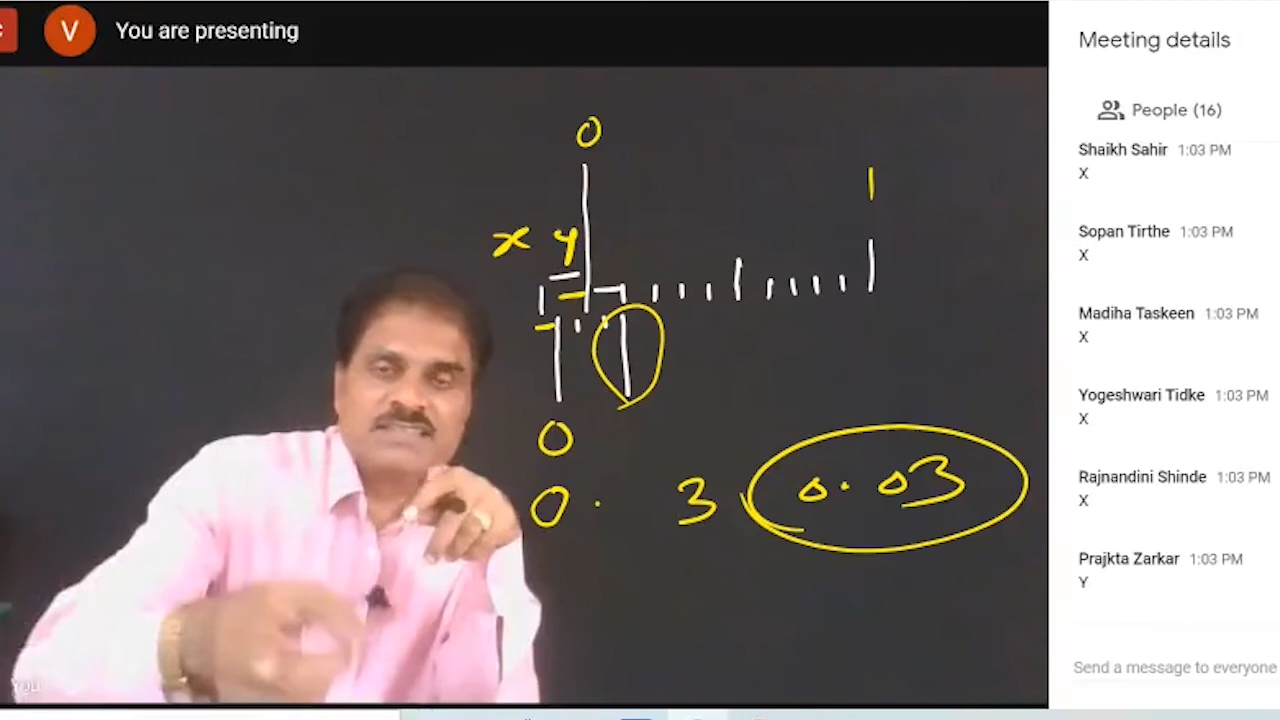 C V You are presenting
Meeting details
People (16)
Shaikh Sahir 1:03 PM
X
Sopan Tirthe 1:03 PM
X
Madiha Taskeen 1:03 PM
X
Yogeshwari Tidke 1:03 PM
X
Rajnandini Shinde 1:03 PM
X
Prajkta Zarkar 1:03 PM
Y
Send a message to everyone
0
1
x y
0
0. 3 0.03
You